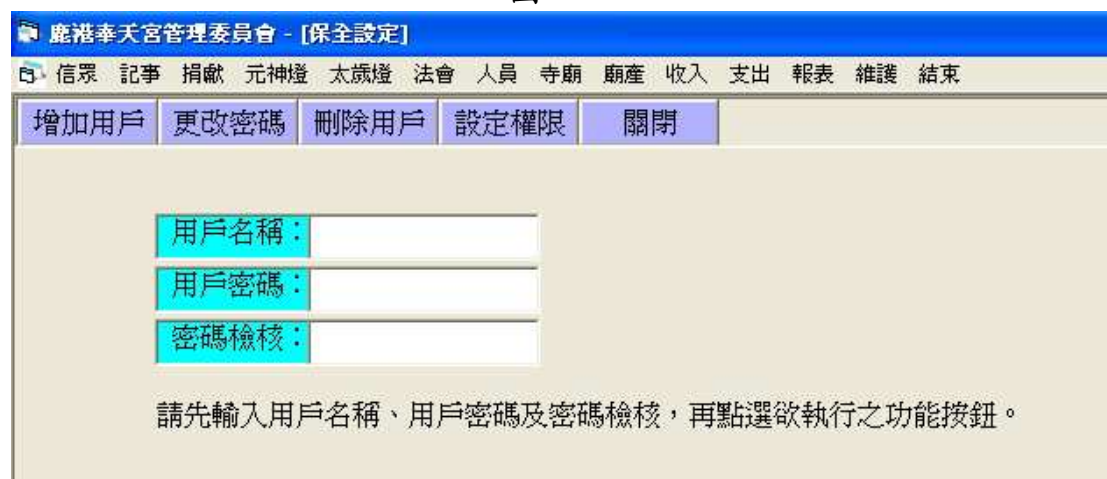 鹿港奉天宮管理委員會 - [保全設定]
信眾 記事 捐獻 元神燈 太歲燈 法會 人員 寺廟 廟產 收入 支出 報表 維護 結束
增加用戶 更改密碼 刪除用戶 設定權限 關閉
用戶名稱：
用戶密碼：
密碼檢核：
請先輸入用戶名稱、用戶密碼及密碼檢核，再點選欲執行之功能按鈕。